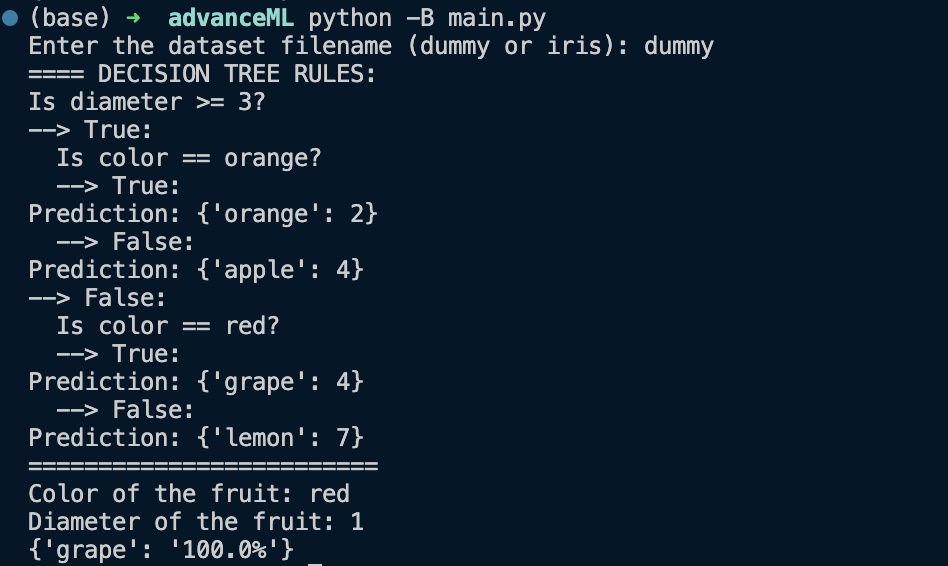 (base) ➜  advanceML python -B main.py
Enter the dataset filename (dummy or iris): dummy
==== DECISION TREE RULES:
Is diameter >= 3?
--> True:
  Is color == orange?
  --> True:
Prediction: {'orange': 2}
  --> False:
Prediction: {'apple': 4}
--> False:
  Is color == red?
  --> True:
Prediction: {'grape': 4}
  --> False:
Prediction: {'lemon': 7}
=========================
Color of the fruit: red
Diameter of the fruit: 1
{'grape': '100.0%'}